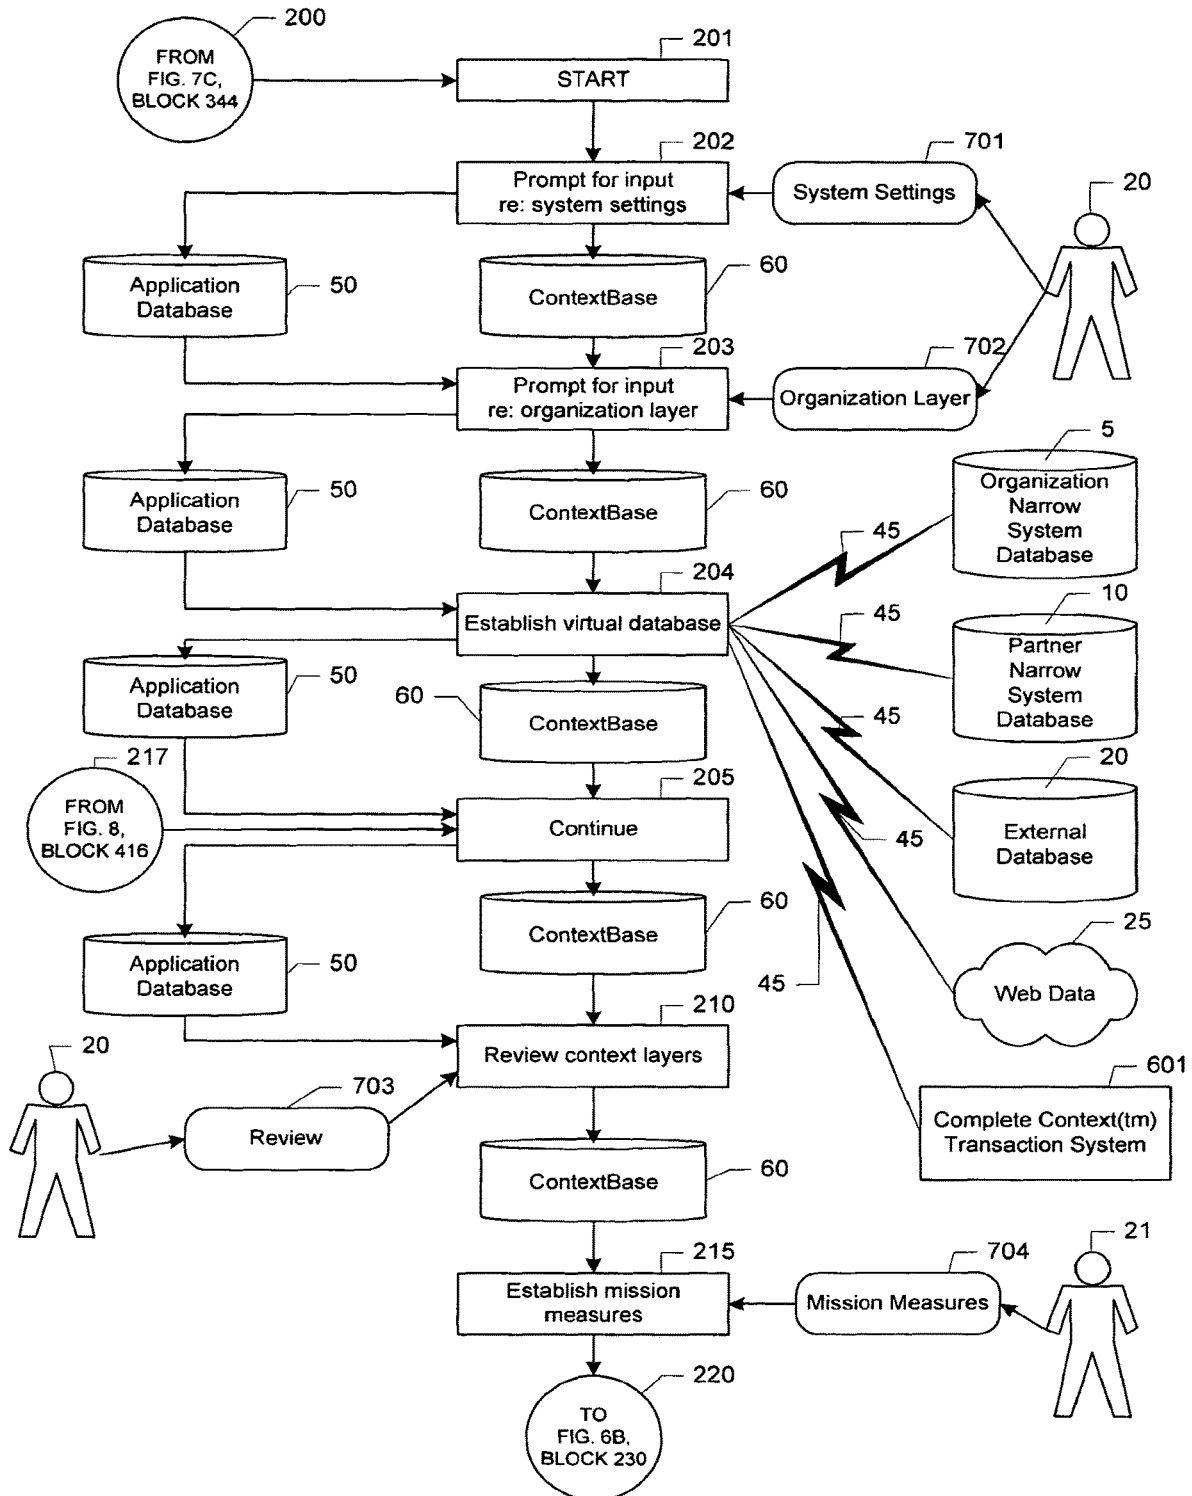 200
FROM
FIG. 7C,
BLOCK 344
201
START
202
Prompt for input
re: system settings
701
System Settings
20
Application
Database
50
60
ContextBase
203
Prompt for input
re: organization layer
702
Organization Layer
Application
Database
50
60
ContextBase
5
Organization
Narrow
System
Database
45
204
Establish virtual database
10
Partner
Narrow
System
Database
45
Application
Database
50
60
ContextBase
45
217
FROM
FIG. 8,
BLOCK 416
205
Continue
45
20
External
Database
Application
Database
50
60
ContextBase
45
25
Web Data
210
Review context layers
20
703
Review
601
Complete Context(tm)
Transaction System
60
ContextBase
215
Establish mission
measures
704
Mission Measures
21
220
TO
FIG. 6B,
BLOCK 230